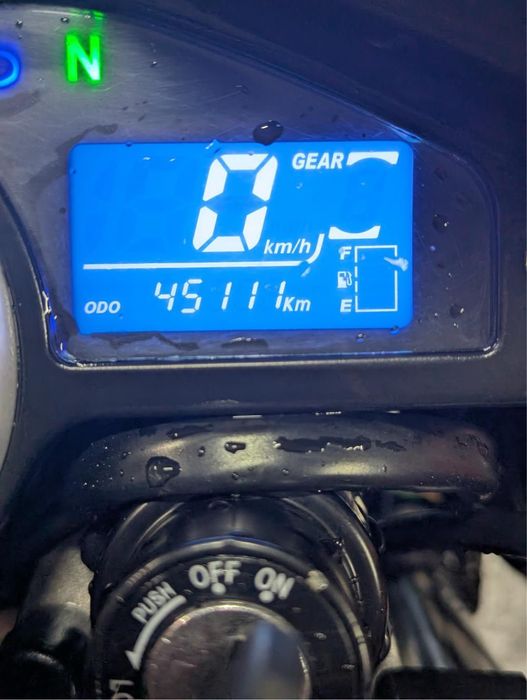 N
GEAR
0 km/h
F
ODO 45111 Km
E
OFF ON
PUSH